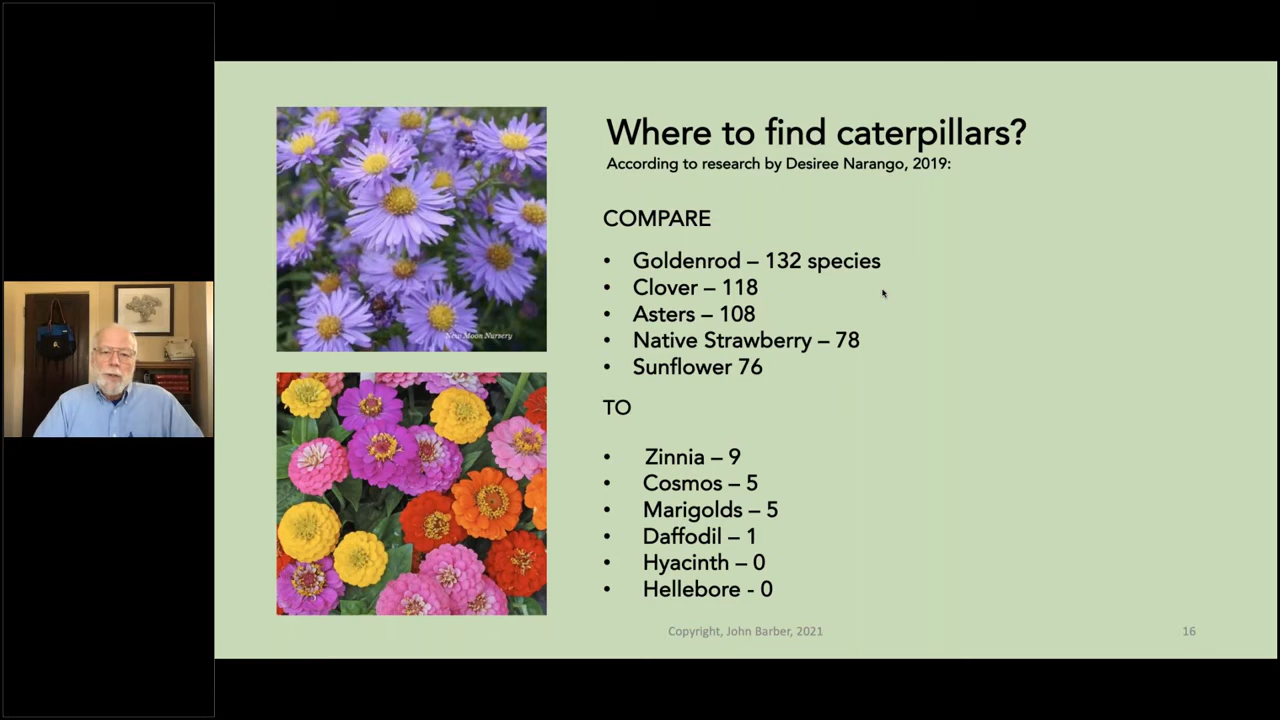 Where to find caterpillars?
According to research by Desiree Narango, 2019:
COMPARE
• Goldenrod – 132 species
• Clover – 118
• Asters – 108
• Native Strawberry – 78
• Sunflower 76
TO
• Zinnia – 9
• Cosmos – 5
• Marigolds – 5
• Daffodil – 1
• Hyacinth – 0
• Hellebore - 0
New Moon Nursery
Copyright, John Barber, 2021
16